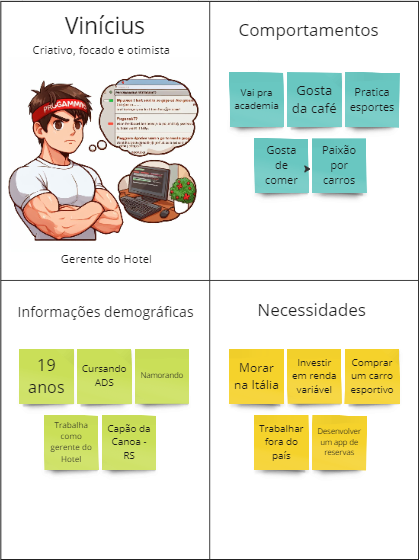 Vinícius
Criativo, focado e otimista
Gerente do Hotel
Comportamentos
Vai pra
academia
Gosta
da café
Pratica
esportes
Gosta
de
comer
Paixão
por
carros
Informações demográficas
19
anos
Cursando
ADS
Namorando
Trabalha
como
gerente do
Hotel
Capão da
Canoa -
RS
Necessidades
Morar
na Itália
Investir
em renda
variável
Comprar
um carro
esportivo
Trabalhar
fora do
país
Desenvolver
um app de
reservas